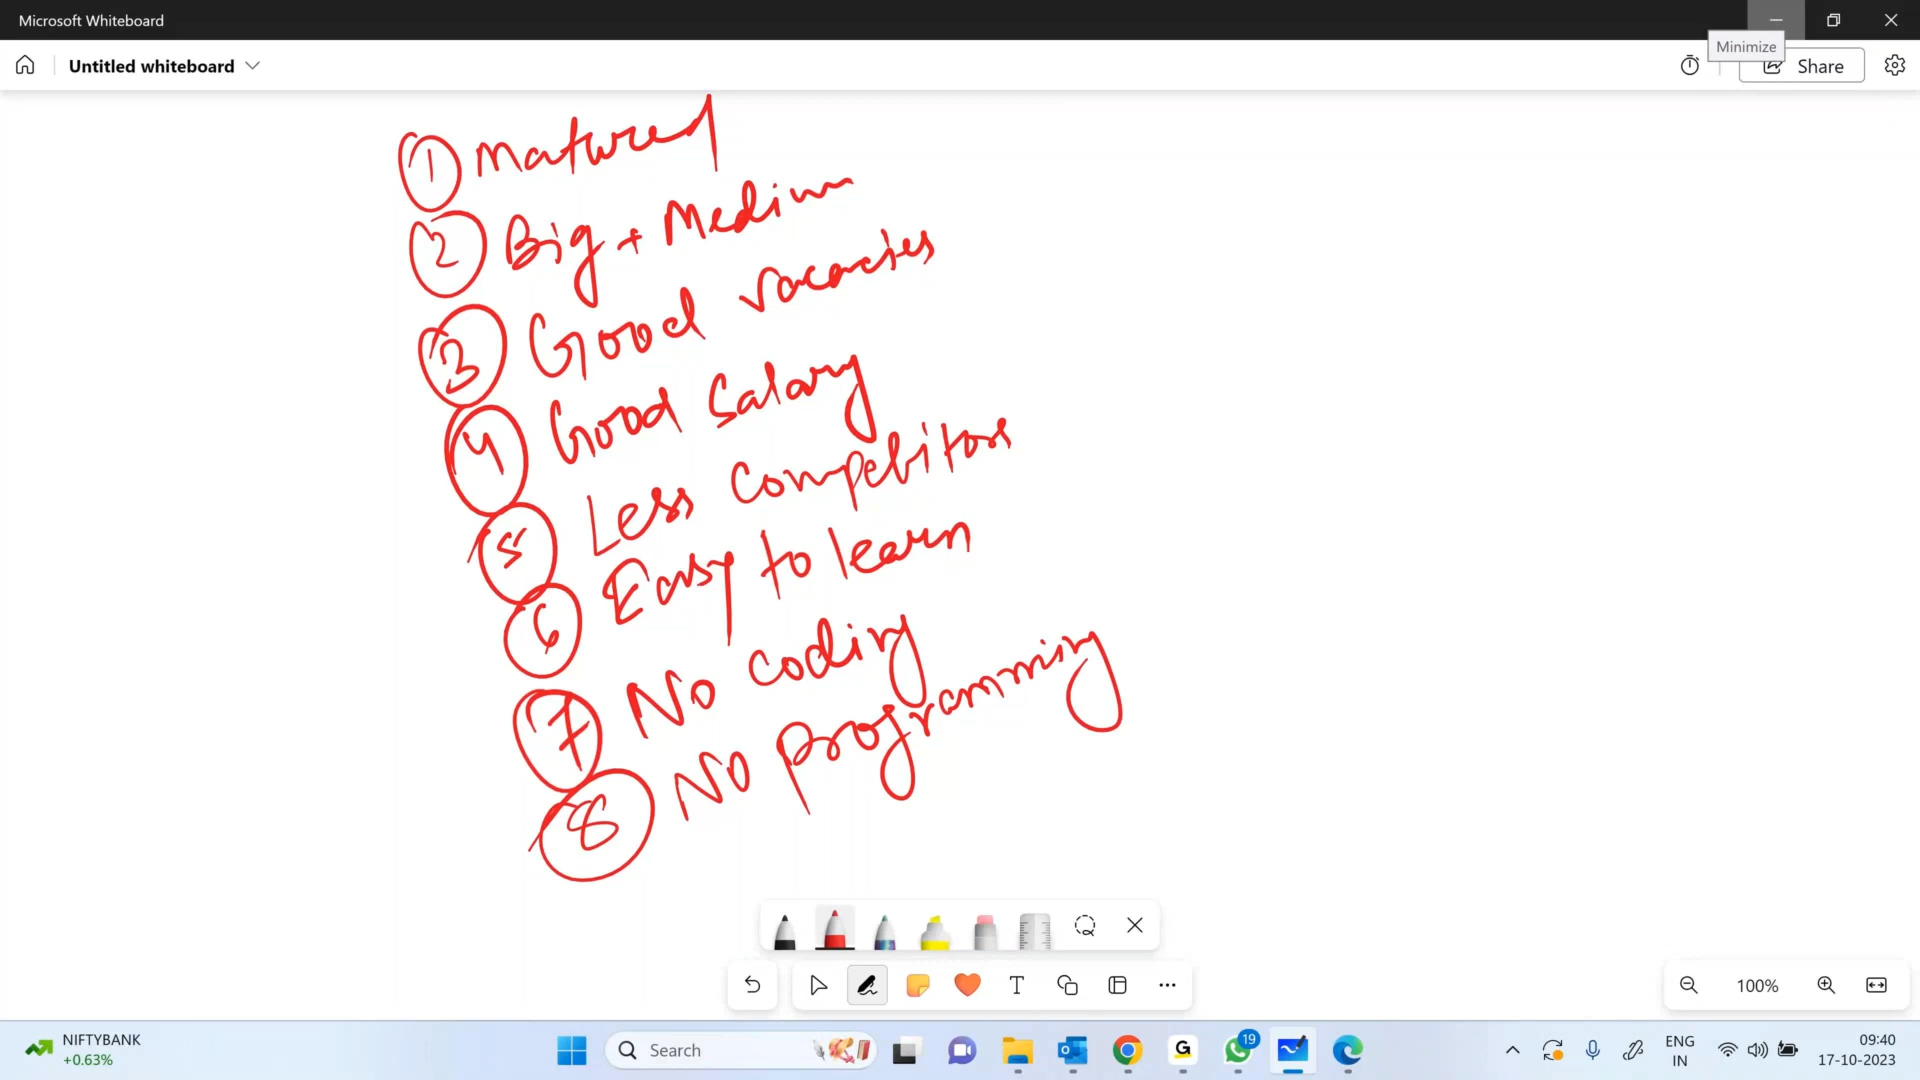 Microsoft Whiteboard
Minimize
Untitled whiteboard
Share
1 Matured
2 Big + Medium
3 Good vacacies
4 Good Salary
5 Less Competitors
6 Easy to learn
7 No coding
8 No programming
100%
NIFTYBANK
+0.63%
Search
19
ENG
IN
09:40
17-10-2023